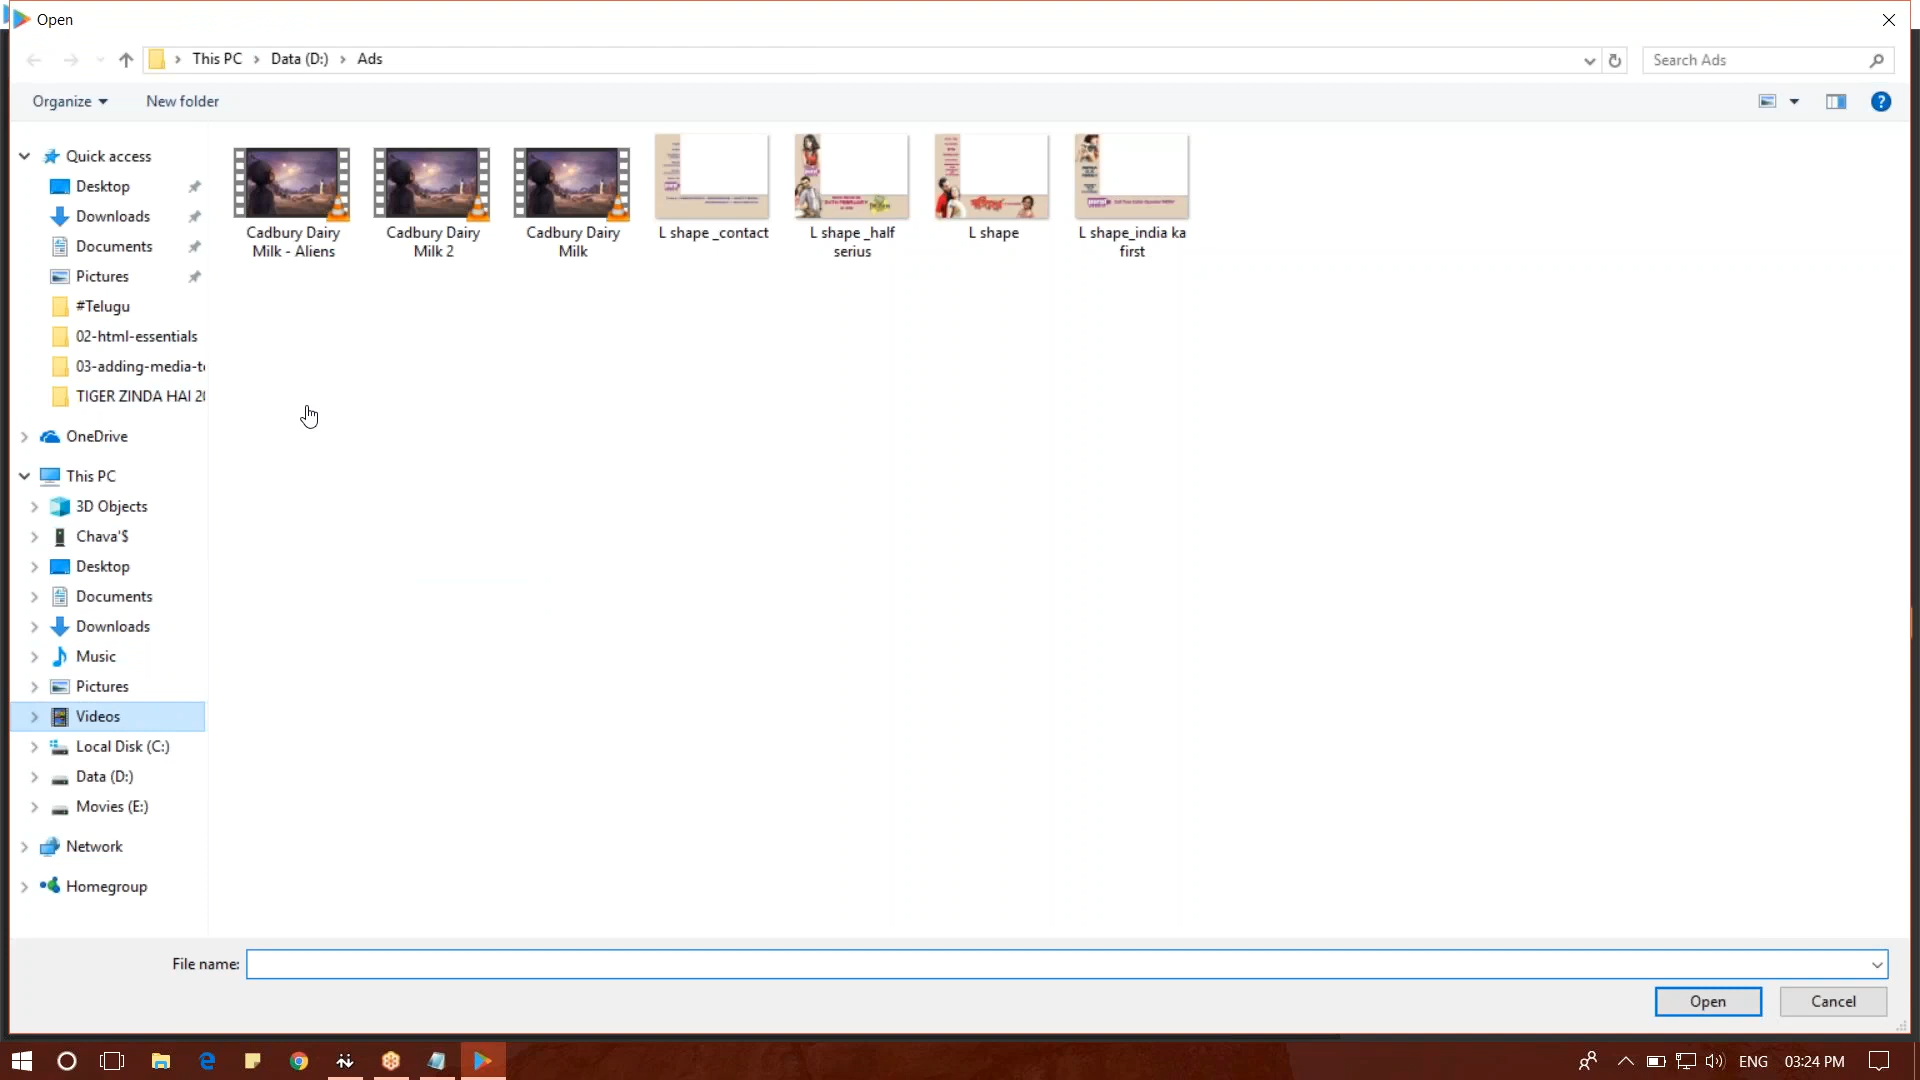 Open
This PC
Data (D:)
Ads
Search Ads
Organize
New folder
Quick access
Desktop
Downloads
Documents
Pictures
#Telugu
02-html-essentials
03-adding-media-t
TIGER ZINDA HAI 20
OneDrive
This PC
3D Objects
Chava'$
Desktop
Documents
Downloads
Music
Pictures
Videos
Local Disk (C:)
Data (D:)
Movies (E:)
Network
Homegroup
Cadbury Dairy
Milk - Aliens
Cadbury Dairy
Milk 2
Cadbury Dairy
Milk
L shape _contact
24TH FEBRUARY
L shape _half
serius
L shape
L shape_india ka
first
File name:
Open
Cancel
ENG
03:24 PM